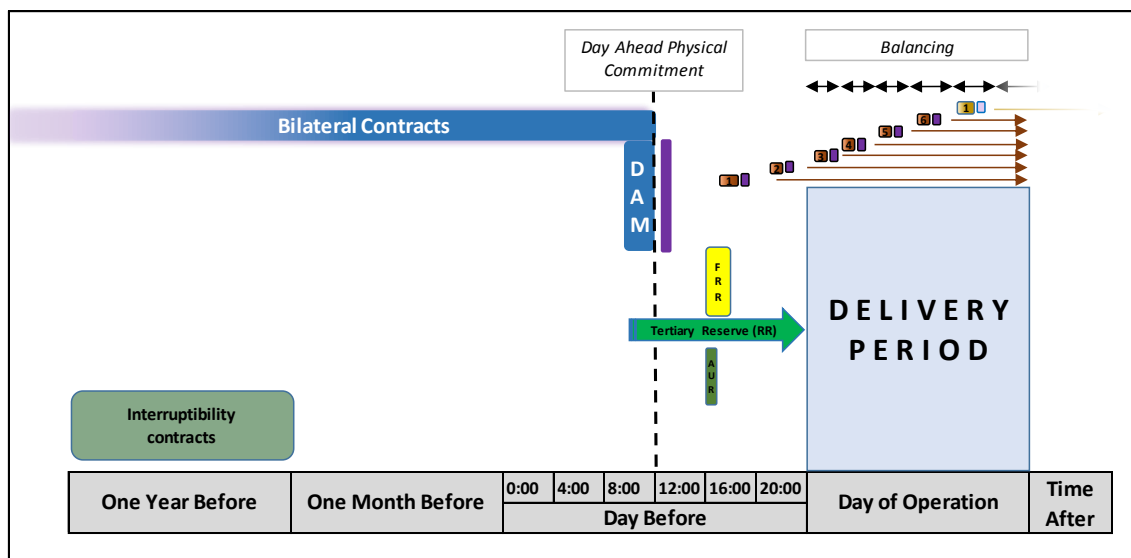 Day Ahead Physical
Commitment
Balancing
Bilateral Contracts
D
A
M
1
2
3
4
5
6
1
F
R
R
Tertiary Reserve (RR)
A
U
R
DELIVERY
PERIOD
Interruptibility
contracts
0:00
4:00
8:00
12:00
16:00
20:00
One Year Before
One Month Before
Day Before
Day of Operation
Time
After